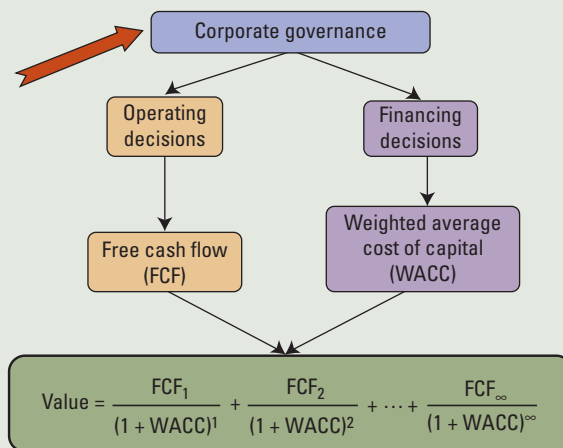 Corporate governance
Operating
decisions
Financing
decisions
Free cash flow
(FCF)
Weighted average
cost of capital
(WACC)
Value = FCF₁/(1 + WACC)¹ + FCF₂/(1 + WACC)² + ··· + FCF∞/(1 + WACC)^∞